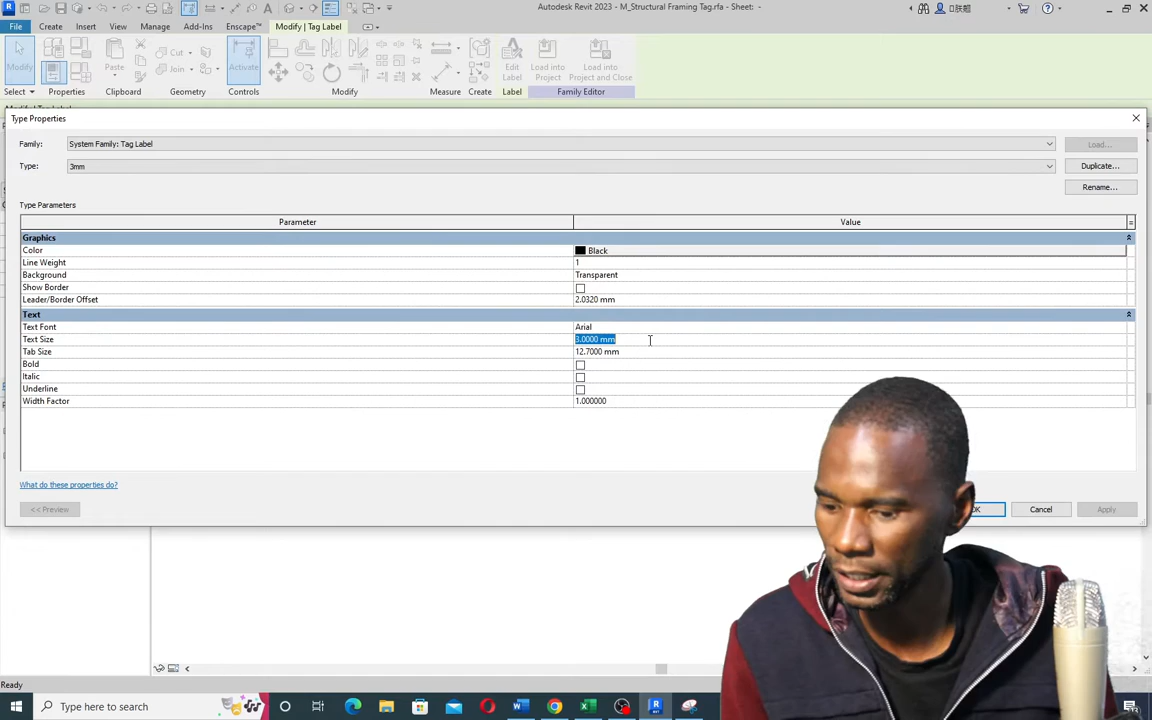 Autodesk Revit 2023 - M_Structural Framing Tag.rfa - Sheet: -
File Create Insert View Manage Add-Ins Enscape™ Modify | Tag Label
Modify Paste Cut Join Activate Edit Label Load into Project Load into Project and Close
Select Properties Clipboard Geometry Controls Modify Measure Create Label Family Editor
Type Properties
Family: System Family: Tag Label Load...
Type: 3mm Duplicate...
Rename...
Type Parameters
Parameter Value =
Graphics
Color Black
Line Weight 1
Background Transparent
Show Border
Leader/Border Offset 2.0320 mm
Text
Text Font Arial
Text Size 3.0000 mm
Tab Size 12.7000 mm
Bold
Italic
Underline
Width Factor 1.000000
What do these properties do?
<< Preview OK Cancel Apply
Ready
Type here to search